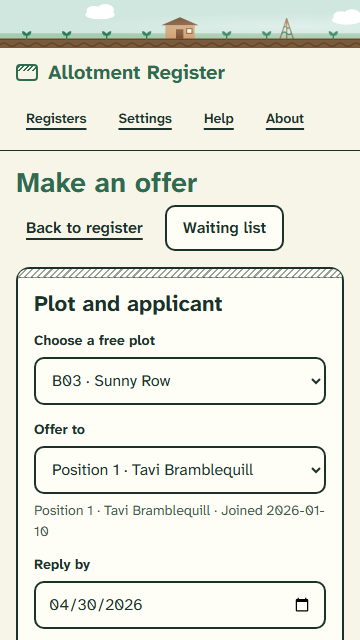 Allotment Register
Registers Settings Help About
Make an offer
Back to register Waiting list
Plot and applicant
Choose a free plot
B03 · Sunny Row
Offer to
Position 1 · Tavi Bramblequill
Position 1 · Tavi Bramblequill · Joined 2026-01-
10
Reply by
04/30/2026